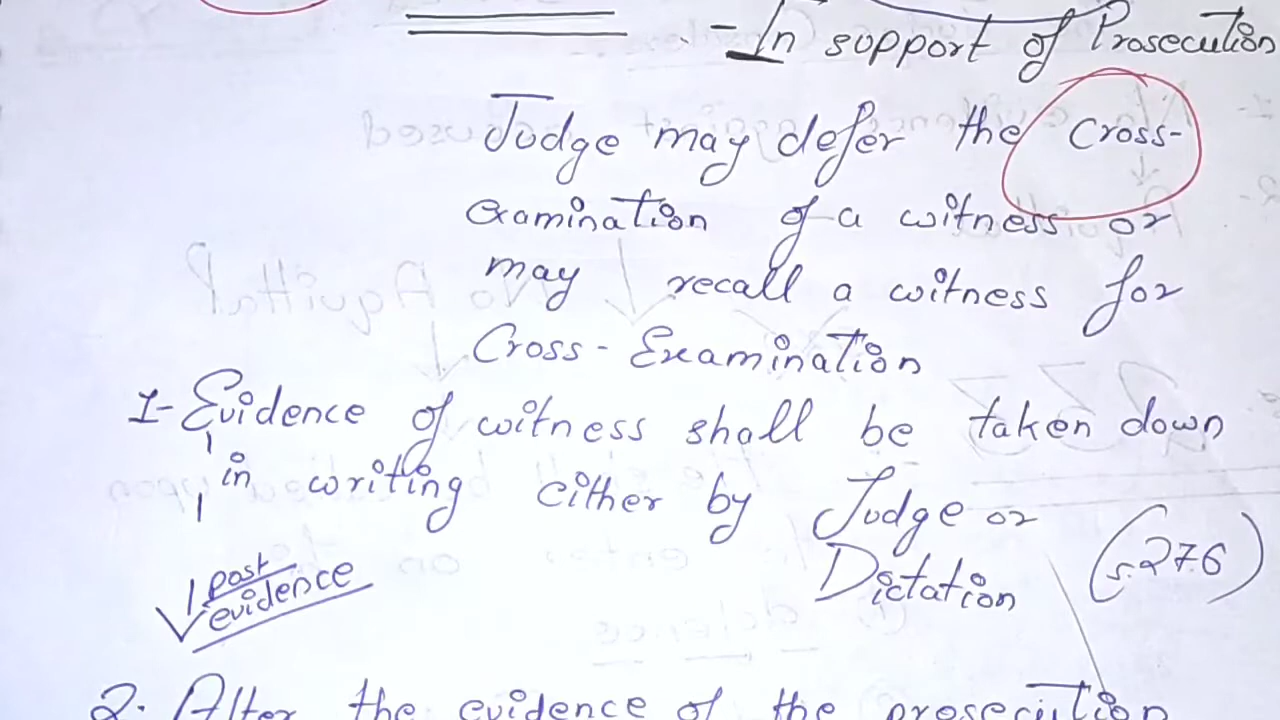 - In support of Prosecution
Judge may defer the Cross-
examination of a witness or
may recall a witness for
Cross - Examination
1- Evidence of witness shall be taken down
in writing either by Judge or
Dictation (s.276)
post
evidence
2. After the evidence of the prosecution